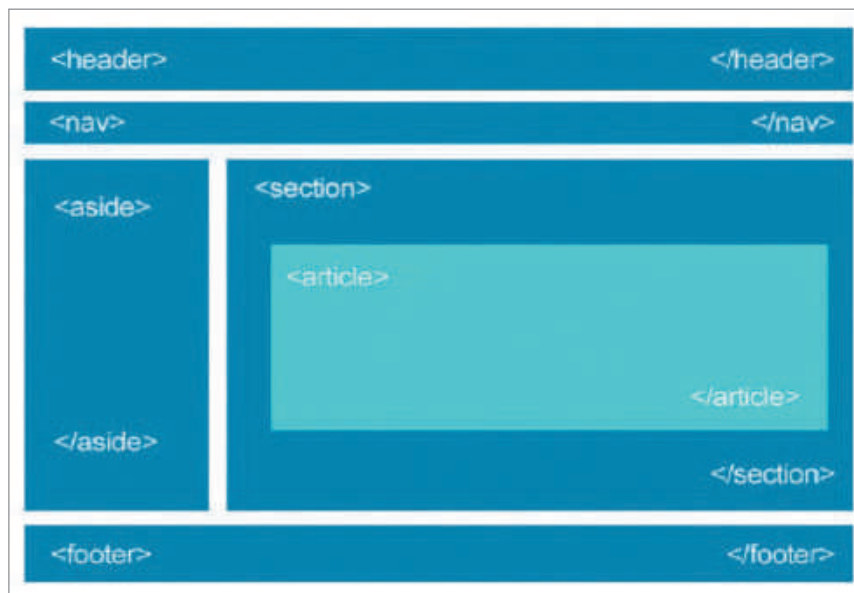 <header> </header>
<nav> </nav>
<aside>
</aside>
<section>
<article>
</article>
</section>
<footer> </footer>